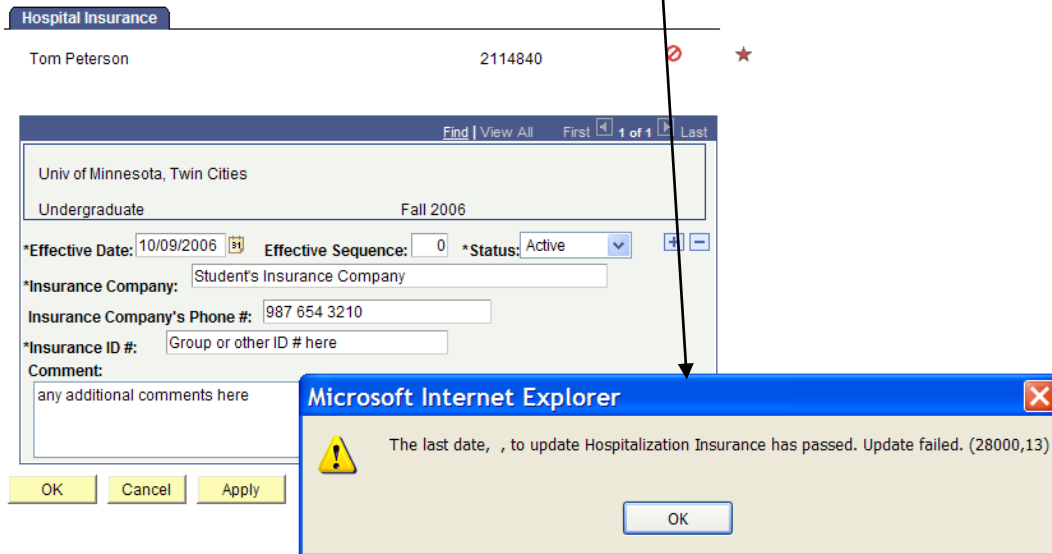 Hospital Insurance
Tom Peterson 2114840
Find | View All First 1 of 1 Last
Univ of Minnesota, Twin Cities
Undergraduate Fall 2006
*Effective Date: 10/09/2006 31 Effective Sequence: 0 *Status: Active
*Insurance Company: Student's Insurance Company
Insurance Company's Phone #: 987 654 3210
*Insurance ID #: Group or other ID # here
Comment:
any additional comments here
Microsoft Internet Explorer
The last date, , to update Hospitalization Insurance has passed. Update failed. (28000,13)
OK Cancel Apply
OK